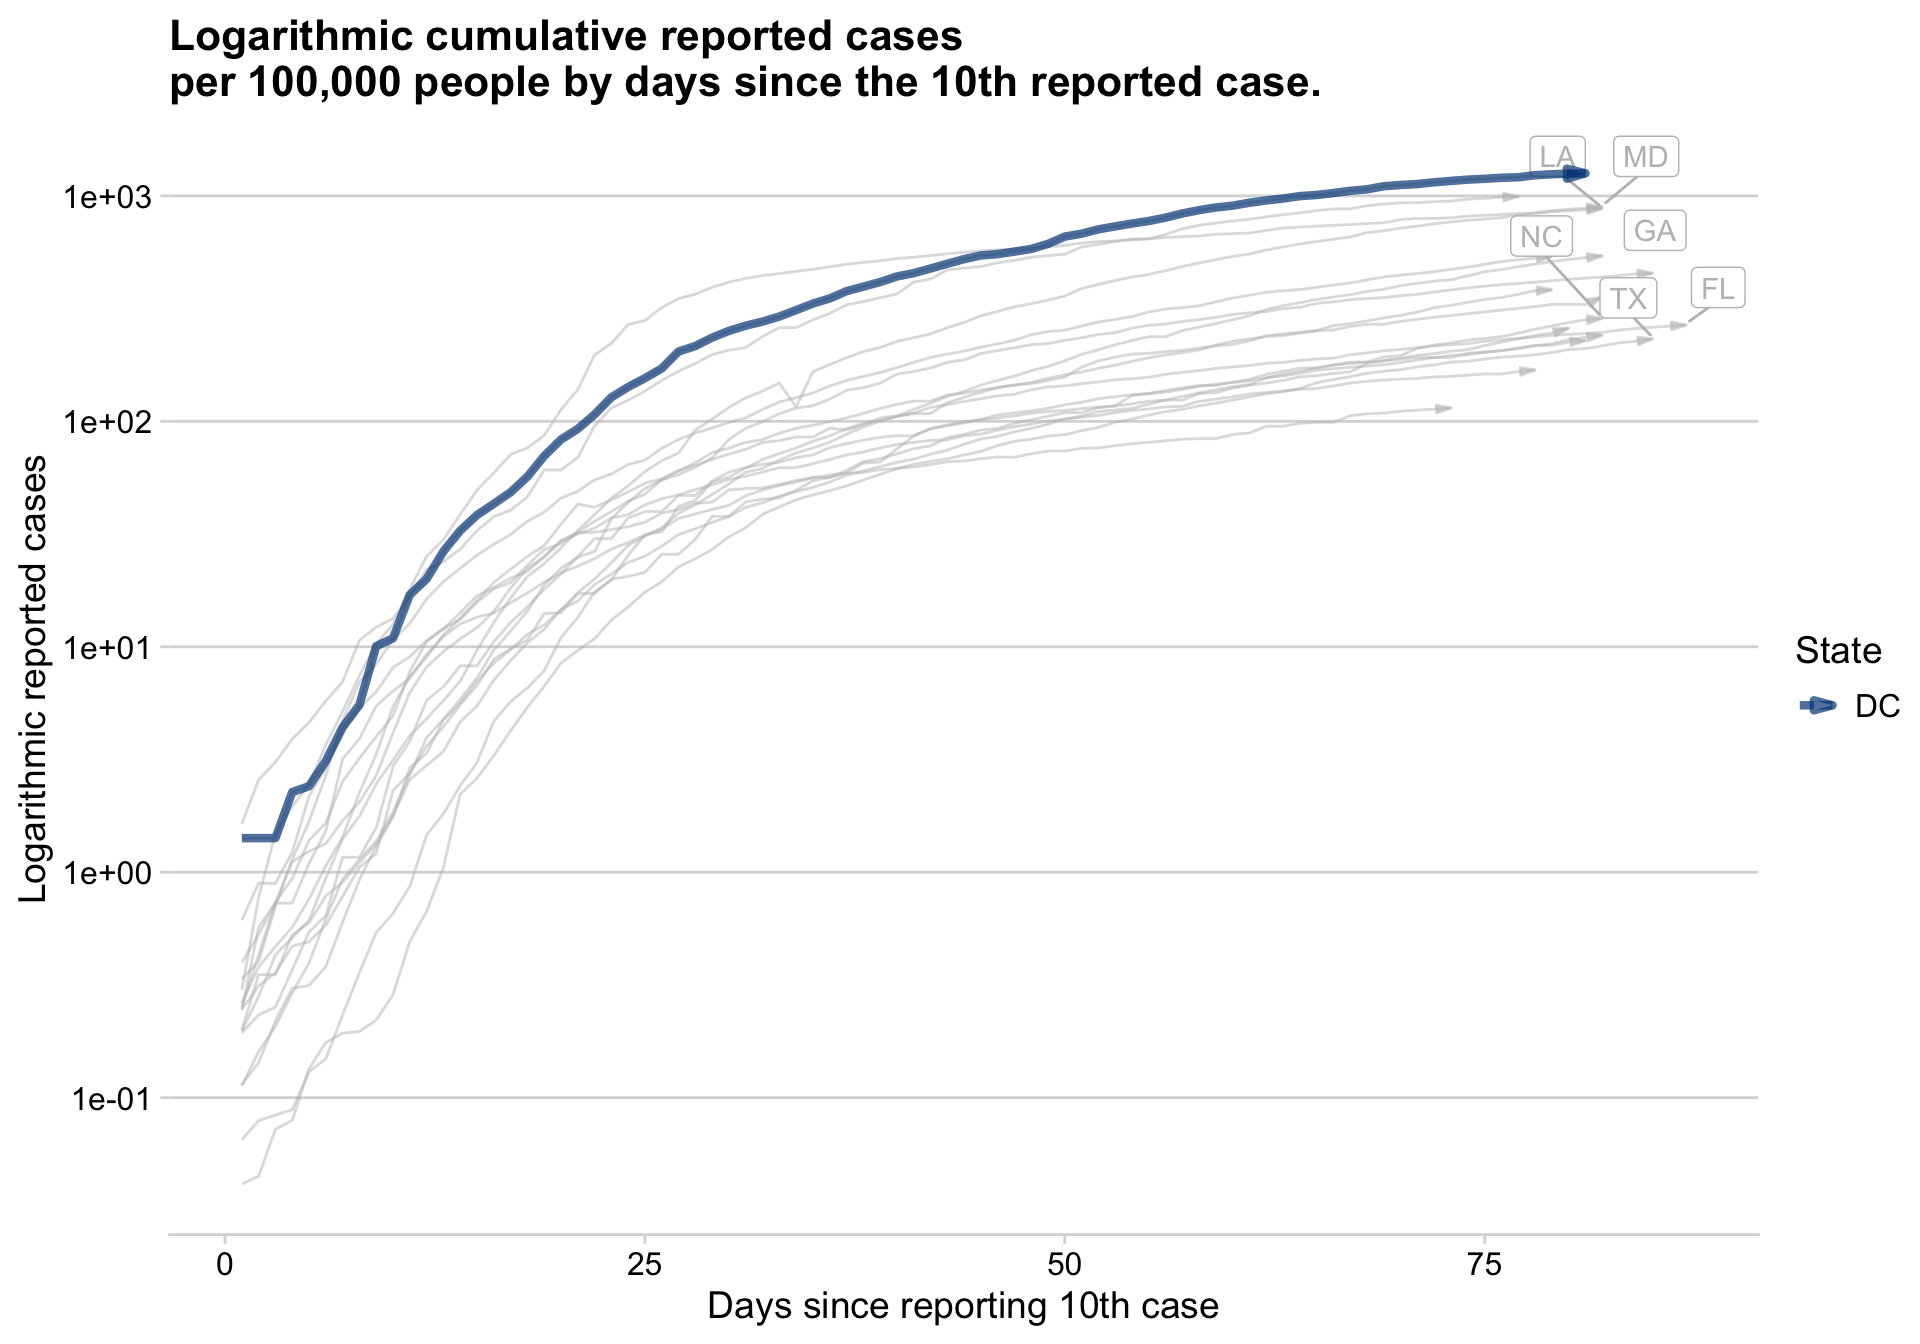 Logarithmic cumulative reported cases
per 100,000 people by days since the 10th reported case.
LA
MD
NC
GA
TX
FL
1e+03
1e+02
1e+01
1e+00
1e-01
Logarithmic reported cases
State
DC
0
25
50
75
Days since reporting 10th case